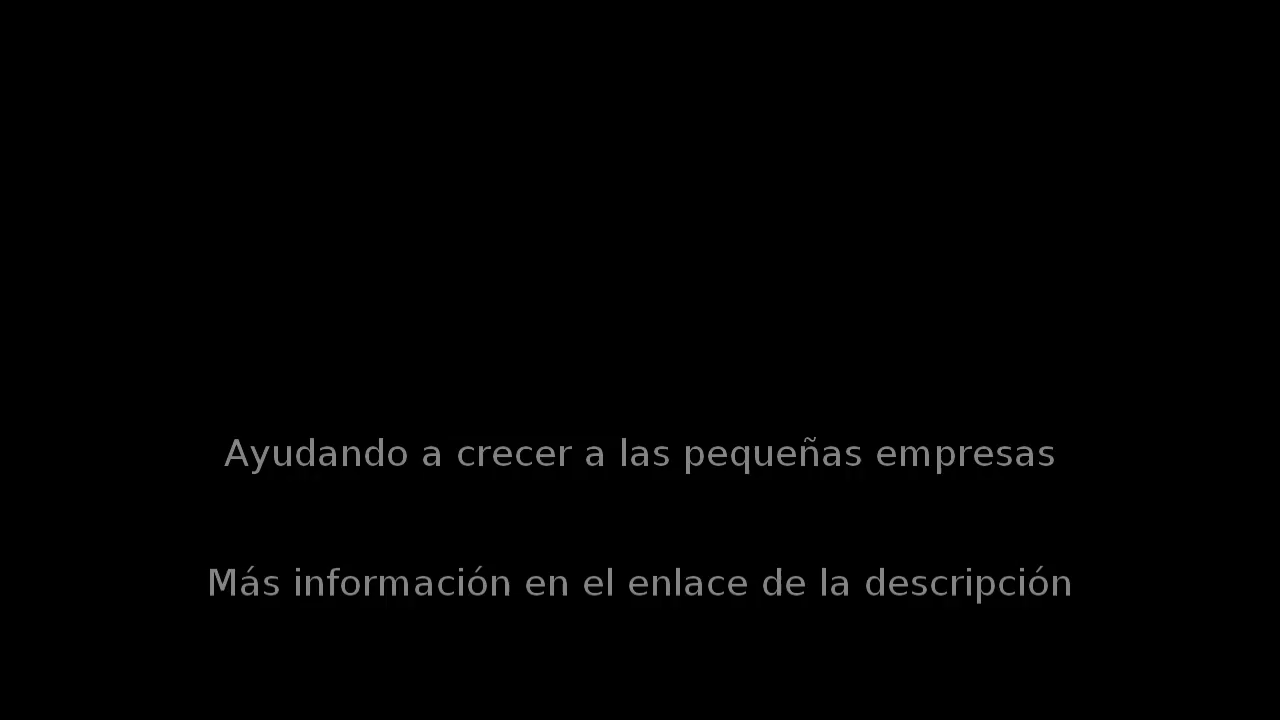 Ayudando a crecer a las pequeñas empresas
Más información en el enlace de la descripción